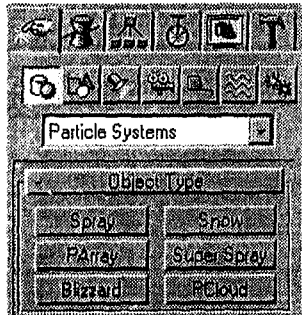 Particle Systems
Object Type
Spray Snow
PArray Super Spray
Blizzard PCloud